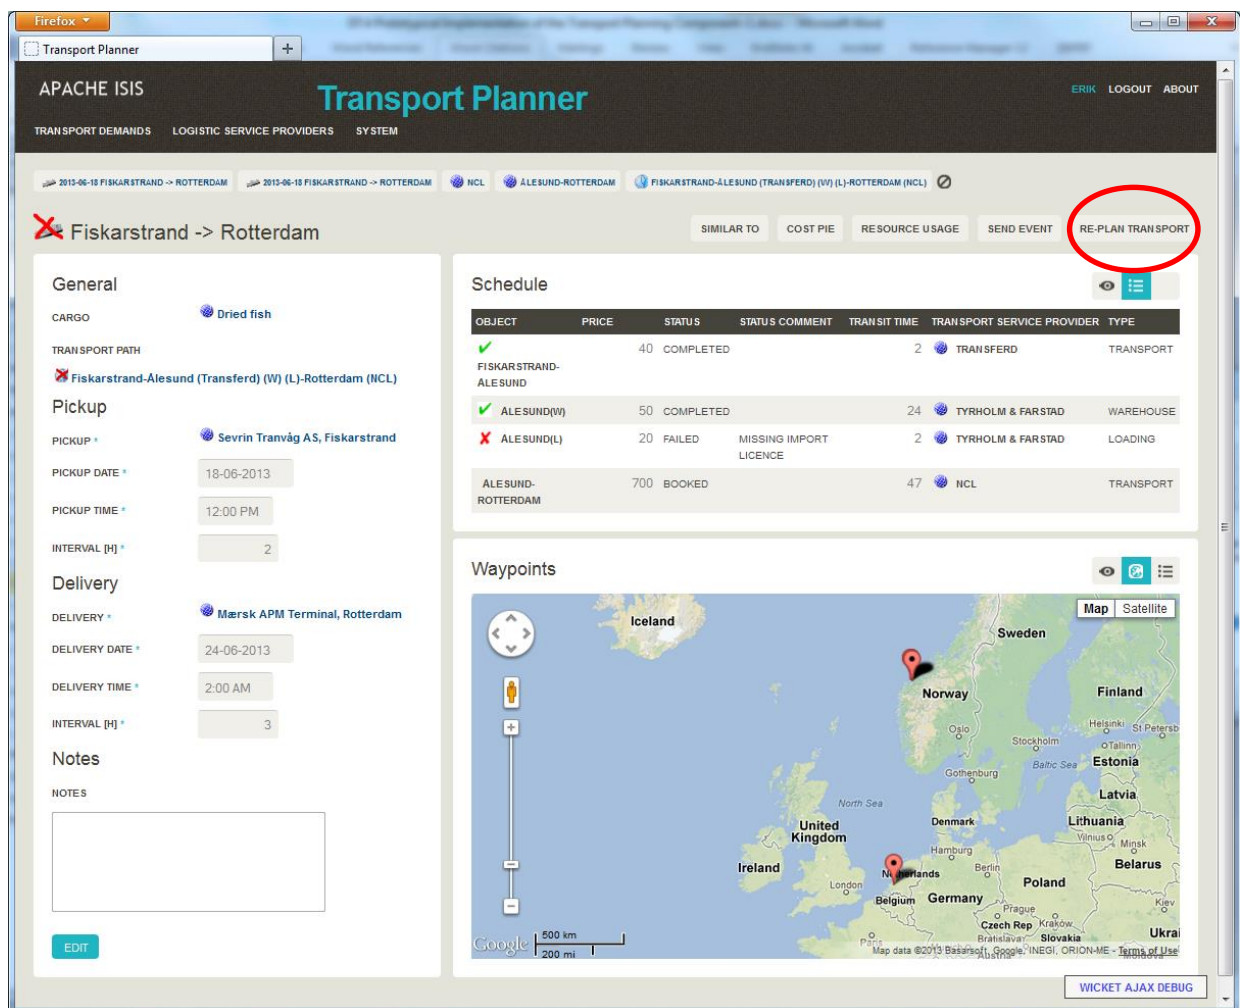 Firefox
Transport Planner
+
APACHE ISIS
Transport Planner
ERIK LOGOUT ABOUT
TRANSPORT DEMANDS LOGISTIC SERVICE PROVIDERS SYSTEM
2013-06-18 FISKARSTRAND -> ROTTERDAM 2013-06-18 FISKARSTRAND -> ROTTERDAM NCL ÅLESUND-ROTTERDAM FISKARSTRAND-ÅLESUND (TRANSFERD) (W) (L)-ROTTERDAM (NCL)
Fiskarstrand -> Rotterdam
SIMILAR TO COST PIE RESOURCE USAGE SEND EVENT RE-PLAN TRANSPORT
General
CARGO Dried fish
TRANSPORT PATH
Fiskarstrand-Ålesund (Transferd) (W) (L)-Rotterdam (NCL)
Pickup
PICKUP * Sevrin Tranvåg AS, Fiskarstrand
PICKUP DATE * 18-06-2013
PICKUP TIME * 12:00 PM
INTERVAL [H] * 2
Delivery
DELIVERY * Mærsk APM Terminal, Rotterdam
DELIVERY DATE * 24-06-2013
DELIVERY TIME * 2:00 AM
INTERVAL [H] * 3
Notes
NOTES
EDIT
Schedule
OBJECT PRICE STATUS STATUS COMMENT TRANSIT TIME TRANSPORT SERVICE PROVIDER TYPE
40 COMPLETED 2 TRANSFERD TRANSPORT
FISKARSTRAND-
ÅLESUND
ÅLESUND(W) 50 COMPLETED 24 TYRHOLM & FARSTAD WAREHOUSE
ÅLESUND(L) 20 FAILED MISSING IMPORT 2 TYRHOLM & FARSTAD LOADING
LICENCE
ÅLESUND- 700 BOOKED 47 NCL TRANSPORT
ROTTERDAM
Waypoints
Map Satellite
Iceland
Sweden
Norway
Finland
Oslo
Helsinki St Petersb
Stockholm
Tallinn
Baltic Sea
Estonia
Gothenburg
Latvia
North Sea
Denmark
Lithuania
United
Kingdom
Vilnius
Minsk
Hamburg
Belarus
Ireland
Netherlands
Berlin
Poland
London
Belgium
Germany
Prague
Kiev
Czech Rep
Krakow
Bratislava
Slovakia
Ukrai
Paris
Austria
Moldova
500 km
200 mi
Google
Map data ©2013 Basarsoft, Google, INEGI, ORION-ME - Terms of Use
WICKET AJAX DEBUG